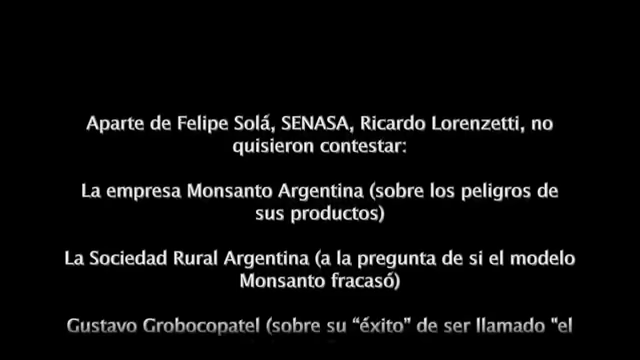 Aparte de Felipe Solá, SENASA, Ricardo Lorenzetti, no
quisieron contestar:
La empresa Monsanto Argentina (sobre los peligros de
sus productos)
La Sociedad Rural Argentina (a la pregunta de si el modelo
Monsanto fracasó)
Gustavo Grobocopatel (sobre su “éxito” de ser llamado “el